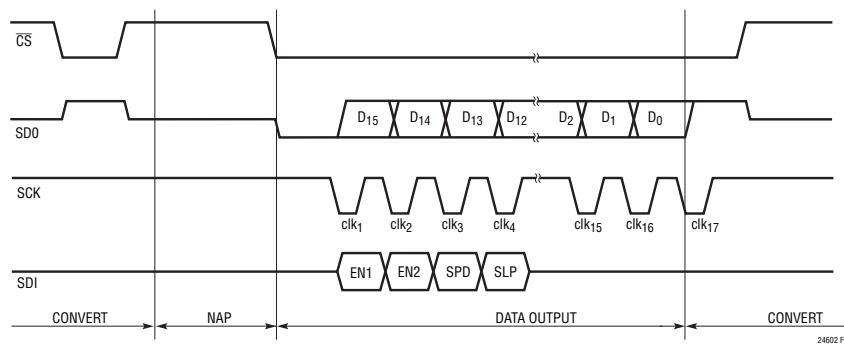 CS
D15 D14 D13 D12 D2 D1 D0
SD0
SCK
clk1 clk2 clk3 clk4 clk15 clk16 clk17
EN1 EN2 SPD SLP
SDI
CONVERT NAP DATA OUTPUT CONVERT
24602 F